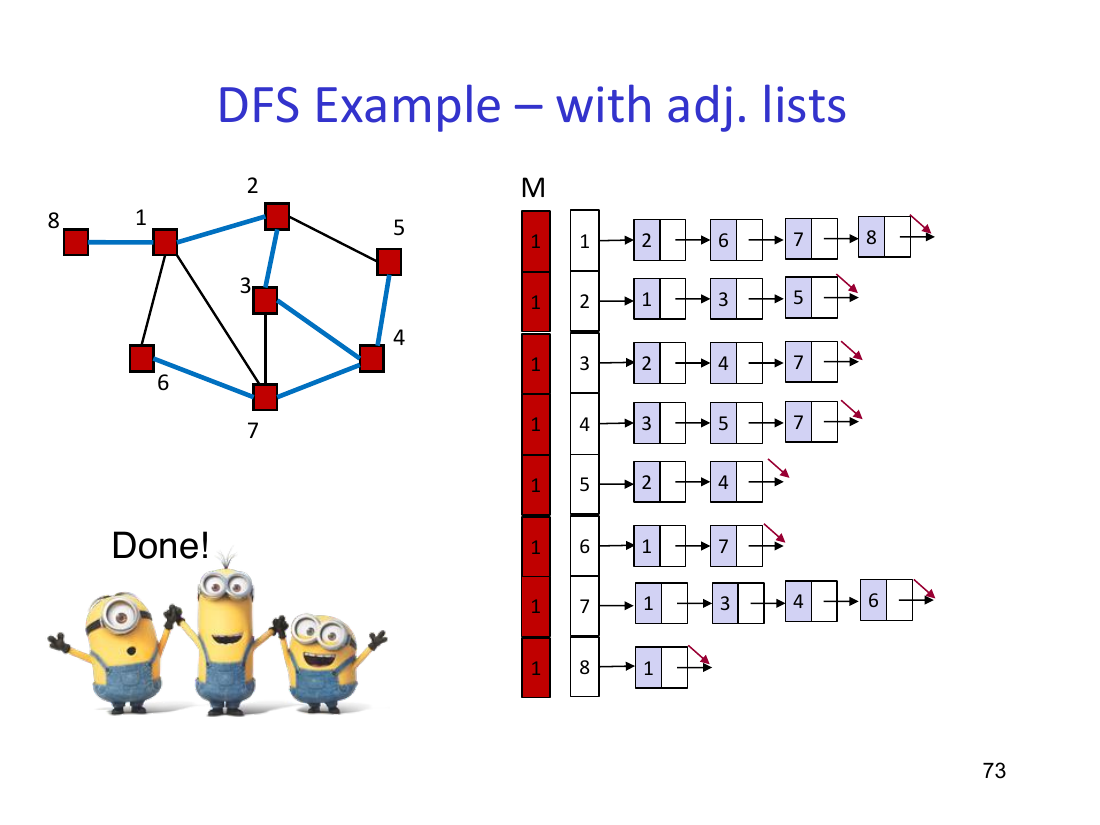 DFS Example – with adj. lists
2
8
1
5
3
4
6
7
Done!
M
1 1 2 6 7 8
1 2 1 3 5
1 3 2 4 7
1 4 3 5 7
1 5 2 4
1 6 1 7
1 7 1 3 4 6
1 8 1
73